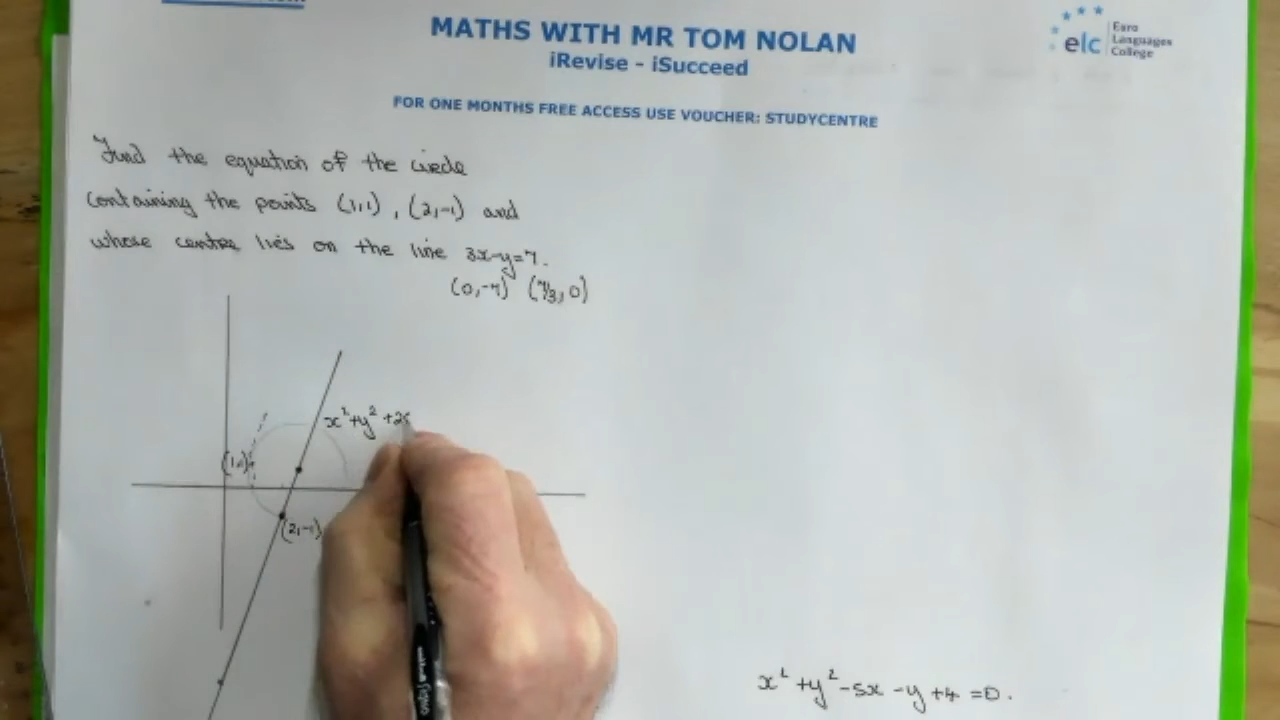 MATHS WITH MR TOM NOLAN
iRevise - iSucceed
elc Euro Languages College
FOR ONE MONTHS FREE ACCESS USE VOUCHER: STUDYCENTRE
Find the equation of the circle
containing the points (1,1), (2,-1) and
whose centre lies on the line 3x-y=7.
(0,-7) (7/3, 0)
x²+y²+2g
(1,1)
(2,-1)
x²+y²-5x-y+4=0.